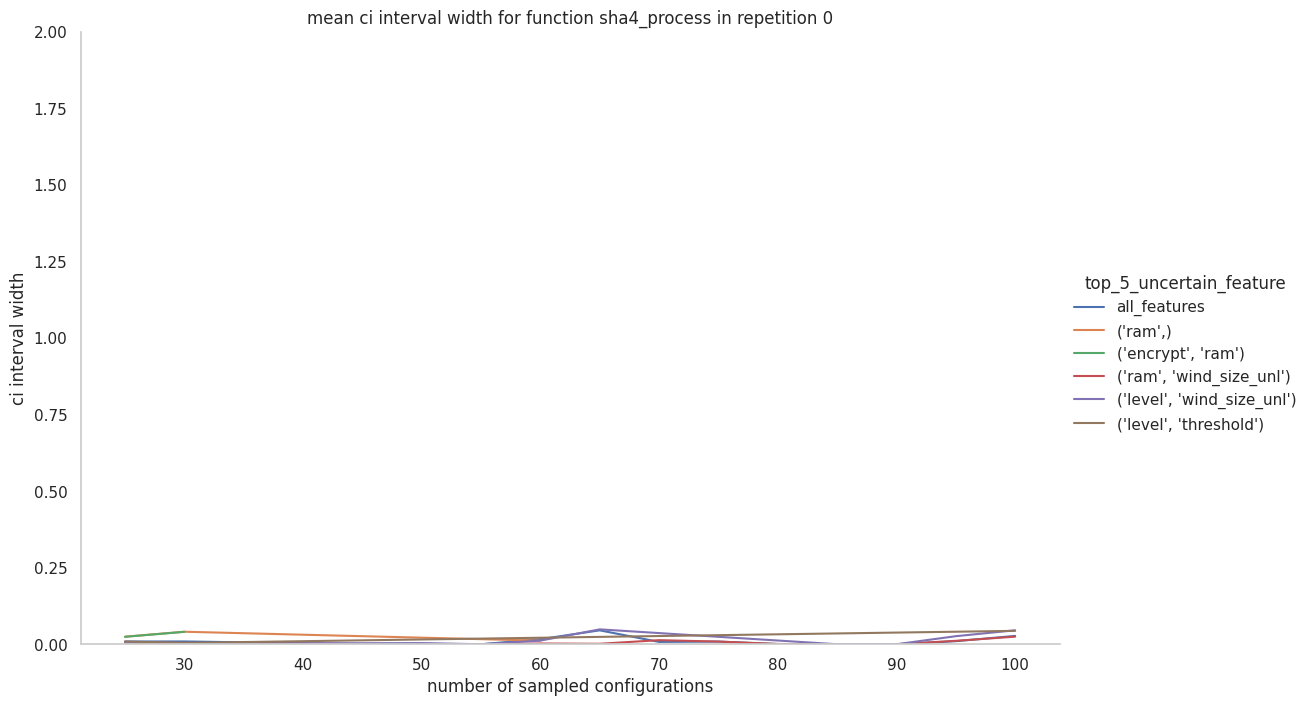 mean ci interval width for function sha4_process in repetition 0
2.00
1.75
1.50
1.25
1.00
0.75
0.50
0.25
0.00
ci interval width
30 40 50 60 70 80 90 100
number of sampled configurations
top_5_uncertain_feature
all_features
('ram',)
('encrypt', 'ram')
('ram', 'wind_size_unl')
('level', 'wind_size_unl')
('level', 'threshold')